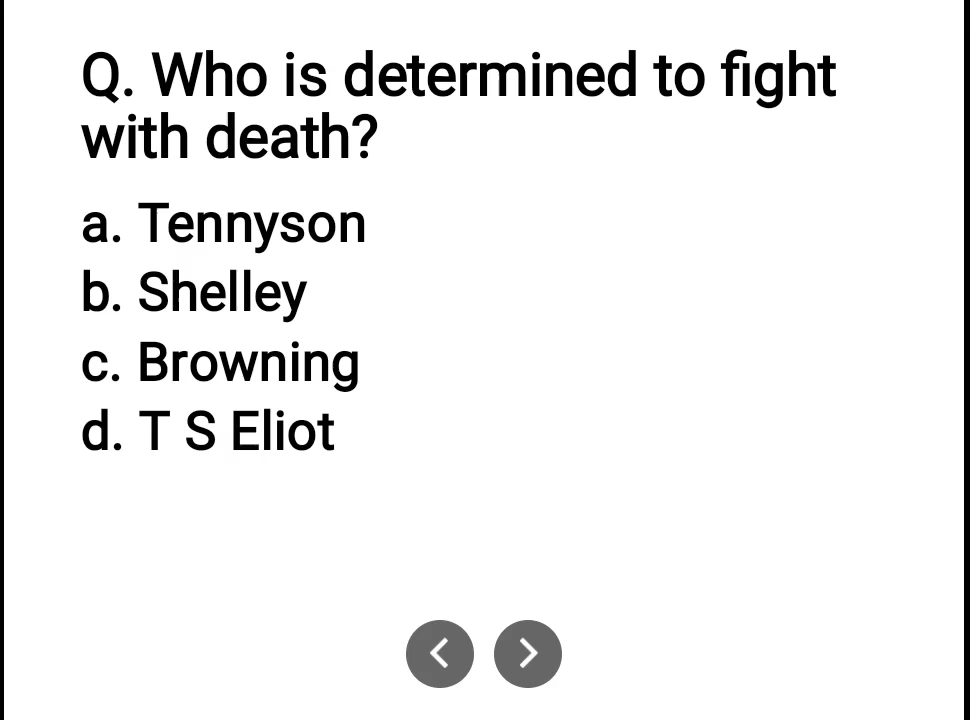 Q. Who is determined to fight
with death?
a. Tennyson
b. Shelley
c. Browning
d. T S Eliot